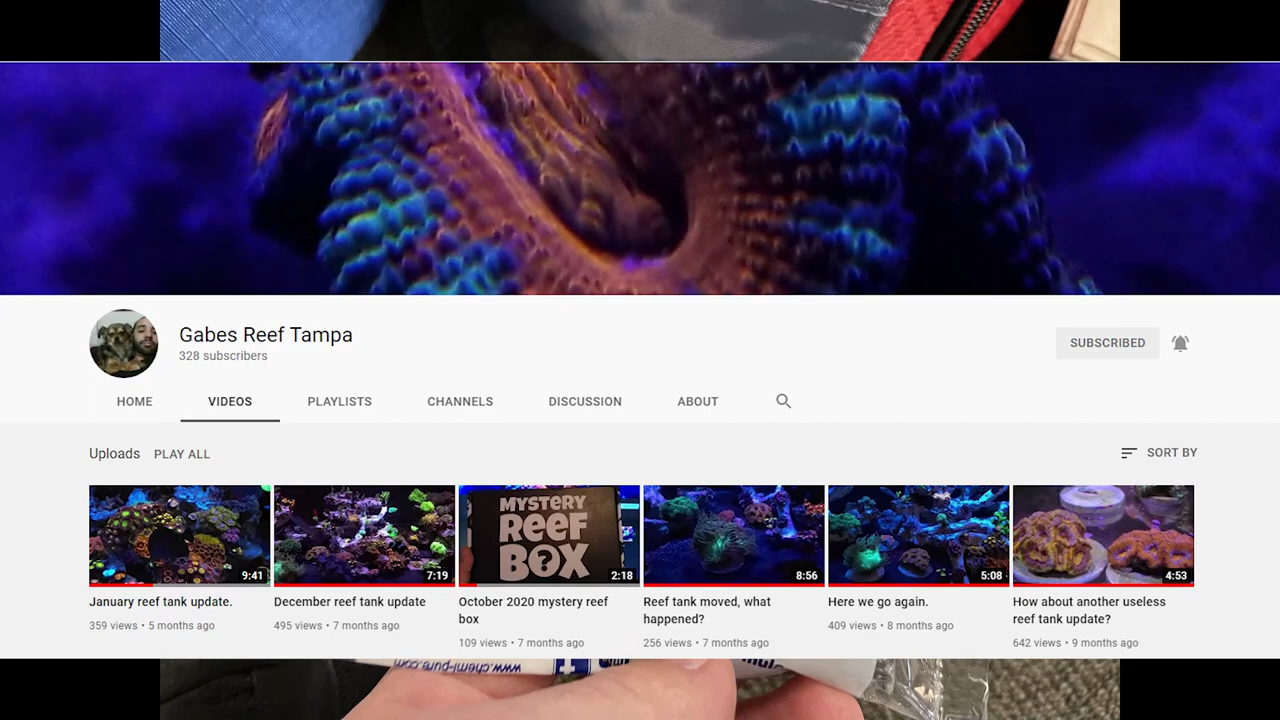 Gabes Reef Tampa
328 subscribers
SUBSCRIBED
HOME VIDEOS PLAYLISTS CHANNELS DISCUSSION ABOUT
Uploads PLAY ALL
SORT BY
MYSTERY
REEF
BOX
9:41
7:19
2:18
8:56
5:08
4:53
January reef tank update.
359 views • 5 months ago
December reef tank update
495 views • 7 months ago
October 2020 mystery reef
box
109 views • 7 months ago
Reef tank moved, what
happened?
256 views • 7 months ago
Here we go again.
409 views • 8 months ago
How about another useless
reef tank update?
642 views • 9 months ago
www.chemi-pure.com